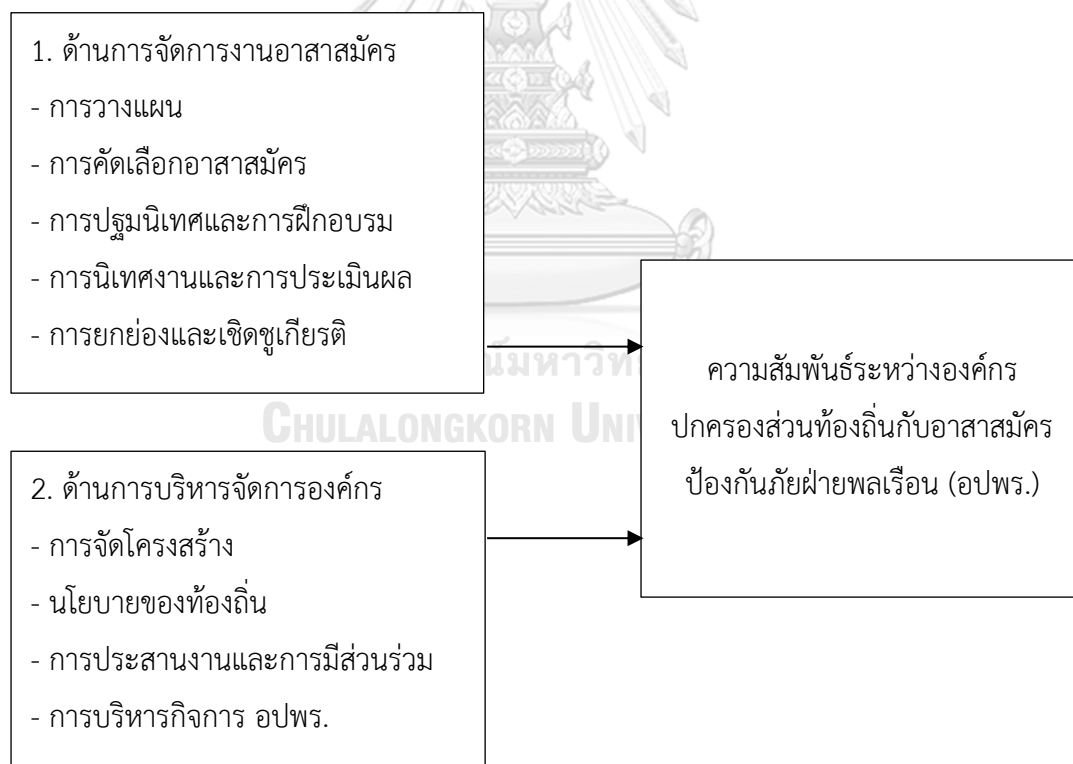 1. ด้านการจัดการงานอาสาสมัคร
- การวางแผน
- การคัดเลือกอาสาสมัคร
- การปฐมนิเทศและการฝึกอบรม
- การนิเทศงานและการประเมินผล
- การยกย่องและเชิดชูเกียรติ
ความสัมพันธ์ระหว่างองค์กร
ปกครองส่วนท้องถิ่นกับอาสาสมัคร
ป้องกันภัยฝ่ายพลเรือน (อปพร.)
CHULALONGKORN
2. ด้านการบริหารจัดการองค์กร
- การจัดโครงสร้าง
- นโยบายของท้องถิ่น
- การประสานงานและการมีส่วนร่วม
- การบริหารกิจการ อปพร.